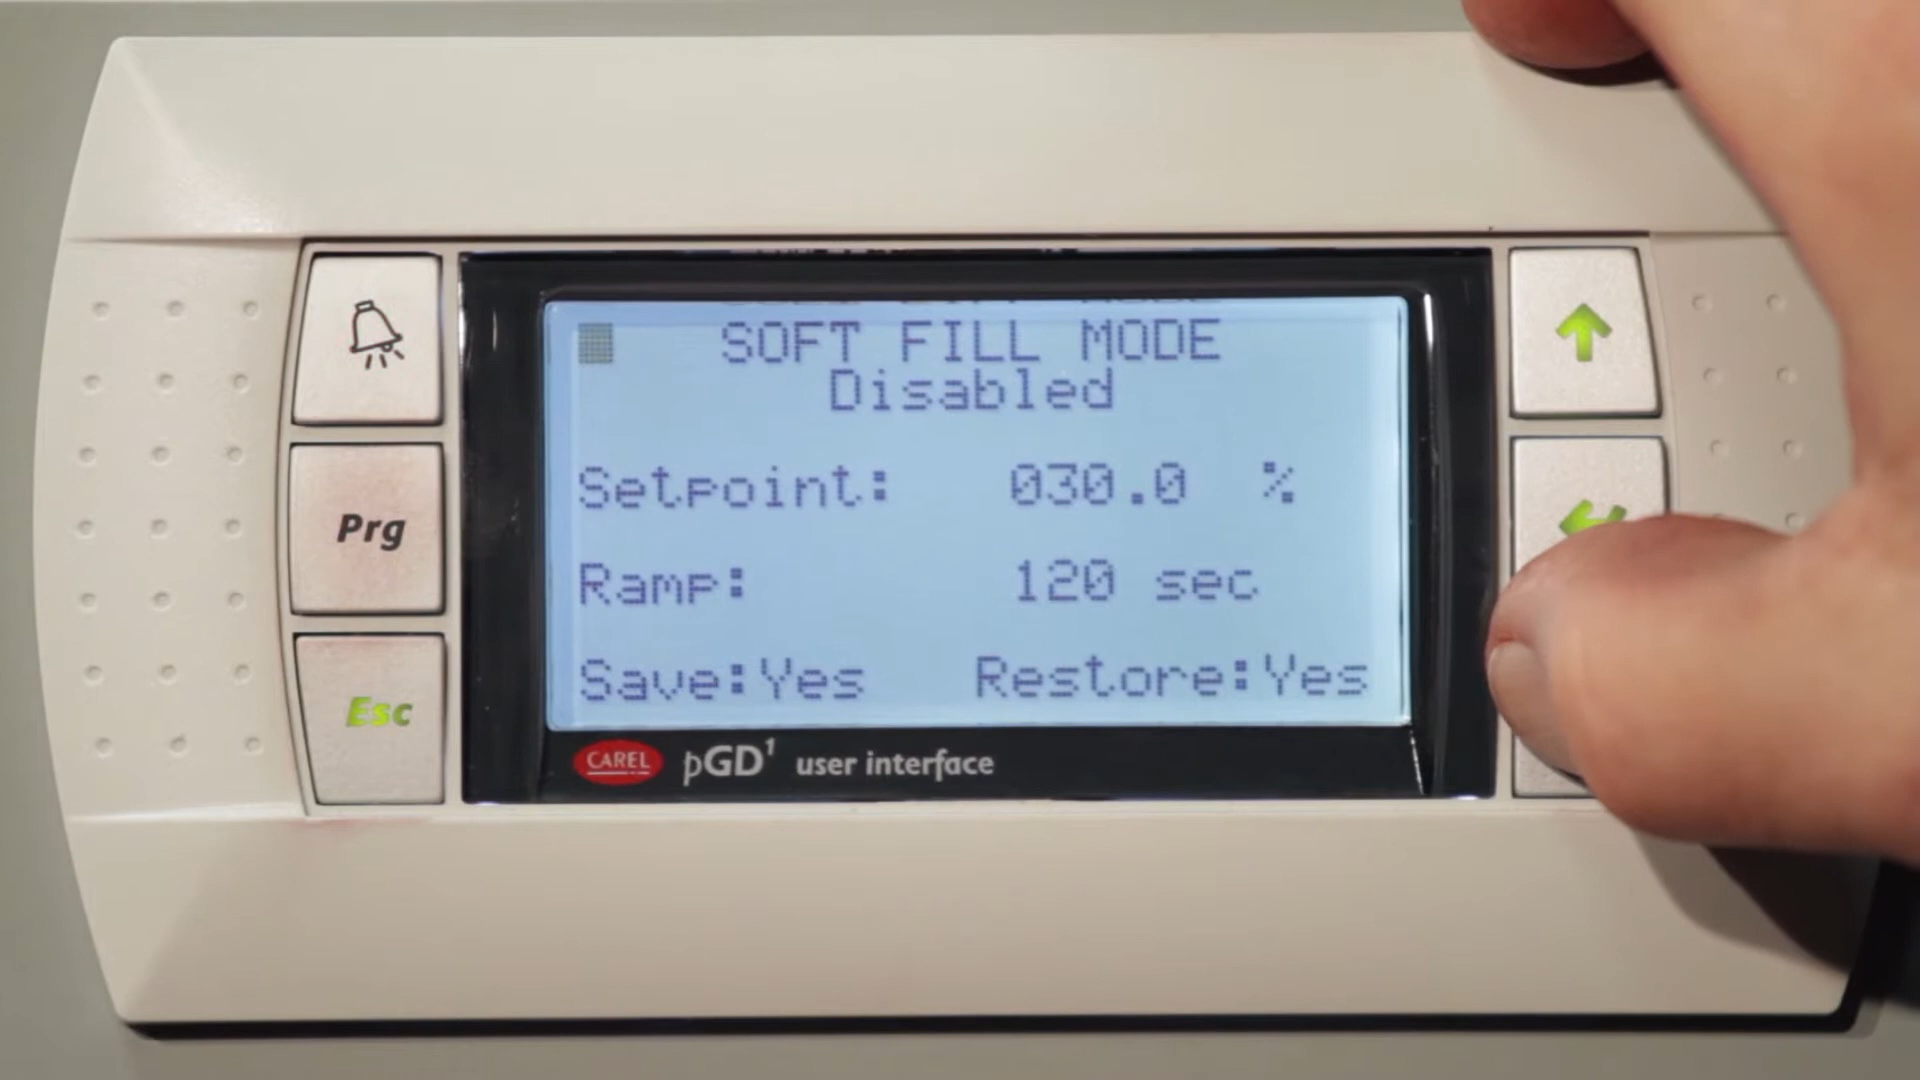 SOFT FILL MODE
Disabled
Setpoint: 030.0 %
Ramp: 120 sec
Save:Yes Restore:Yes
Prg
Esc
CAREL pGD¹ user interface